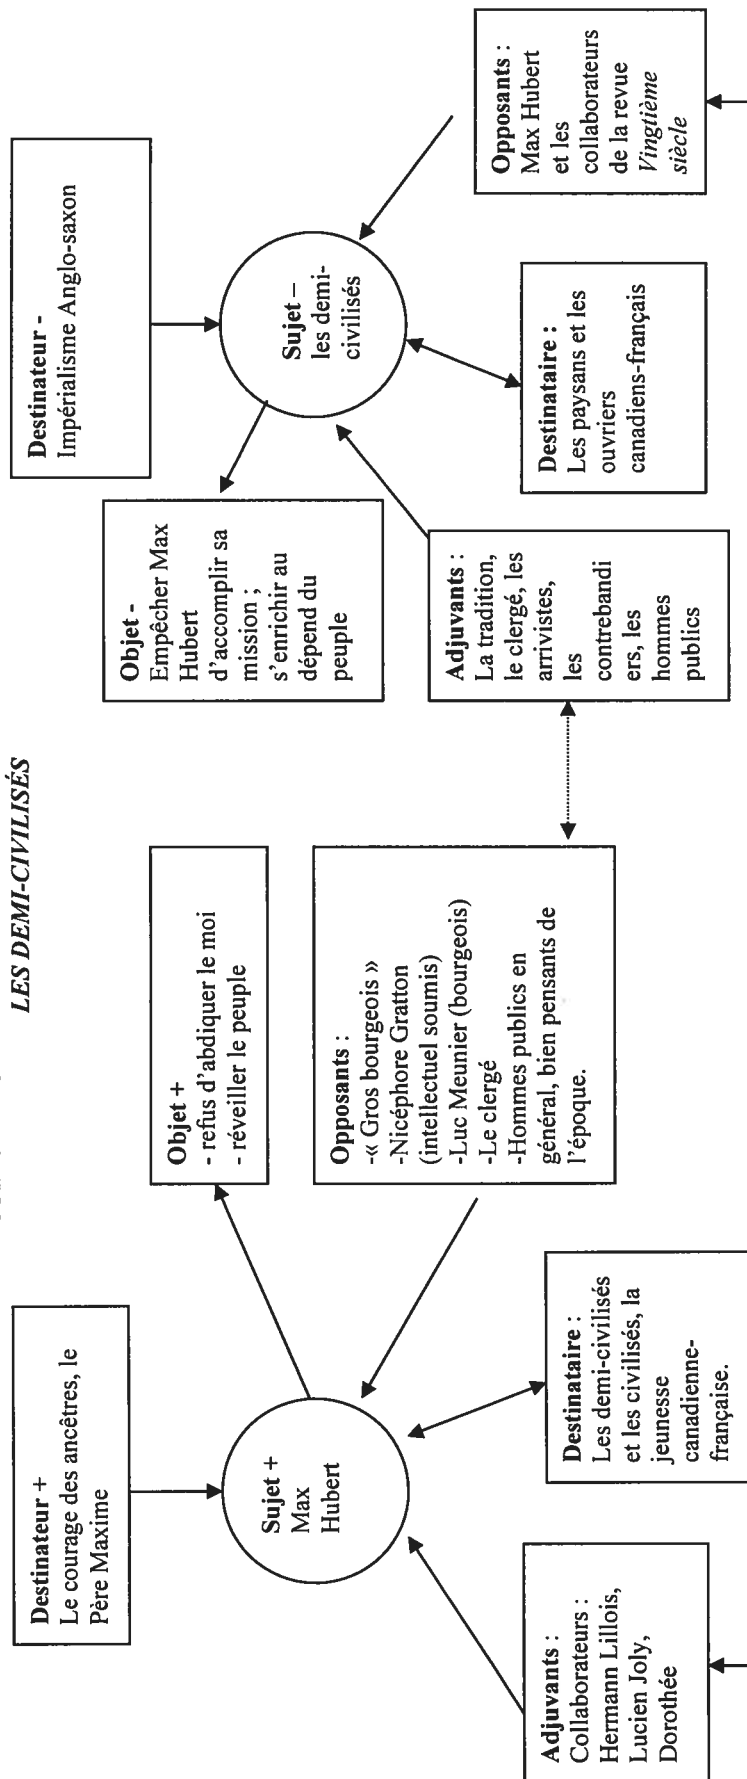 LES DEMI-CIVILISÉS
Destinateur +
Le courage des ancêtres, le
Père Maxime
Sujet +
Max
Hubert
Objet +
- refus d'abdiquer le moi
- réveiller le peuple
Adjuvants :
Collaborateurs :
Hermann Lillois,
Lucien Joly,
Dorothée
Destinataire :
Les demi-civilisés
et les civilisés, la
jeunesse
canadienne-
française.
Opposants :
-« Gros bourgeois »
-Nicéphore Gratton
(intellectuel soumis)
-Luc Meunier (bourgeois)
-Le clergé
-Hommes publics en
général, bien pensants de
l'époque.
Destinateur -
Impérialisme Anglo-saxon
Objet -
Empêcher Max
Hubert
d'accomplir sa
mission ;
s'enrichir au
dépend du
peuple
Sujet –
les demi-
civilisés
Adjuvants :
La tradition,
le clergé, les
arrivistes,
les
contrebandi
ers, les
hommes
publics
Destinataire :
Les paysans et les
ouvriers
canadiens-français
Opposants :
Max Hubert
et les
collaborateurs
de la revue
Vingtième
siècle